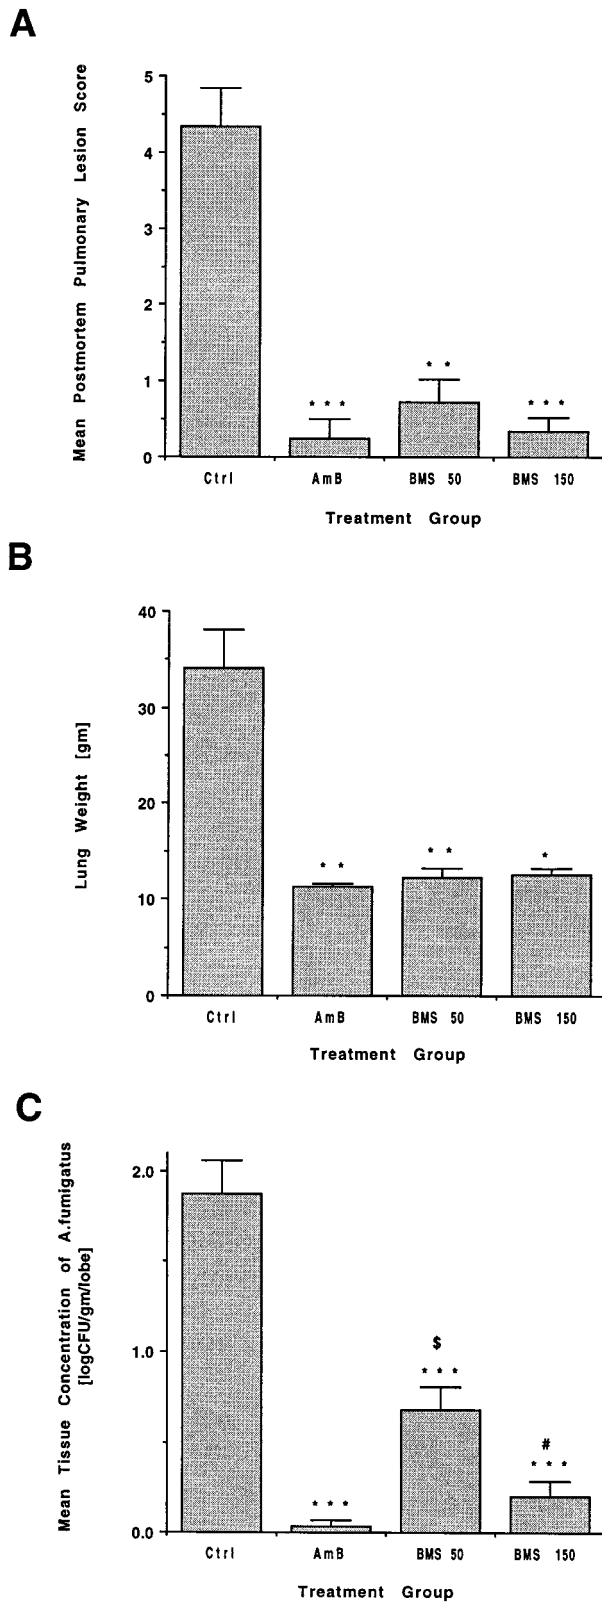 A
Mean Postmortem Pulmonary Lesion Score
5
4
3
2
1
0
* * *
* *
* * *
Ctrl AmB BMS 50 BMS 150
Treatment Group
B
Lung Weight [gm]
40
30
20
10
0
* *
* *
*
Ctrl AmB BMS 50 BMS 150
Treatment Group
C
Mean Tissue Concentration of A.fumigatus
[logCFU/gm/lobe]
2.0
1.0
0.0
* * *
$
* * *
#
* * *
Ctrl AmB BMS 50 BMS 150
Treatment Group